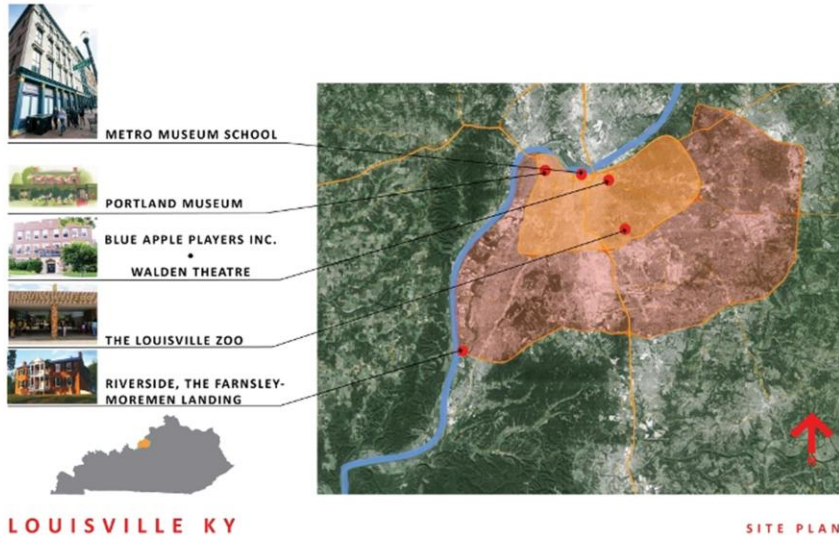 METRO MUSEUM SCHOOL
PORTLAND MUSEUM
BLUE APPLE PLAYERS INC.
•
WALDEN THEATRE
THE LOUISVILLE ZOO
RIVERSIDE, THE FARNSLEY-
MOREMEN LANDING
LOUISVILLE KY
SITE PLAN